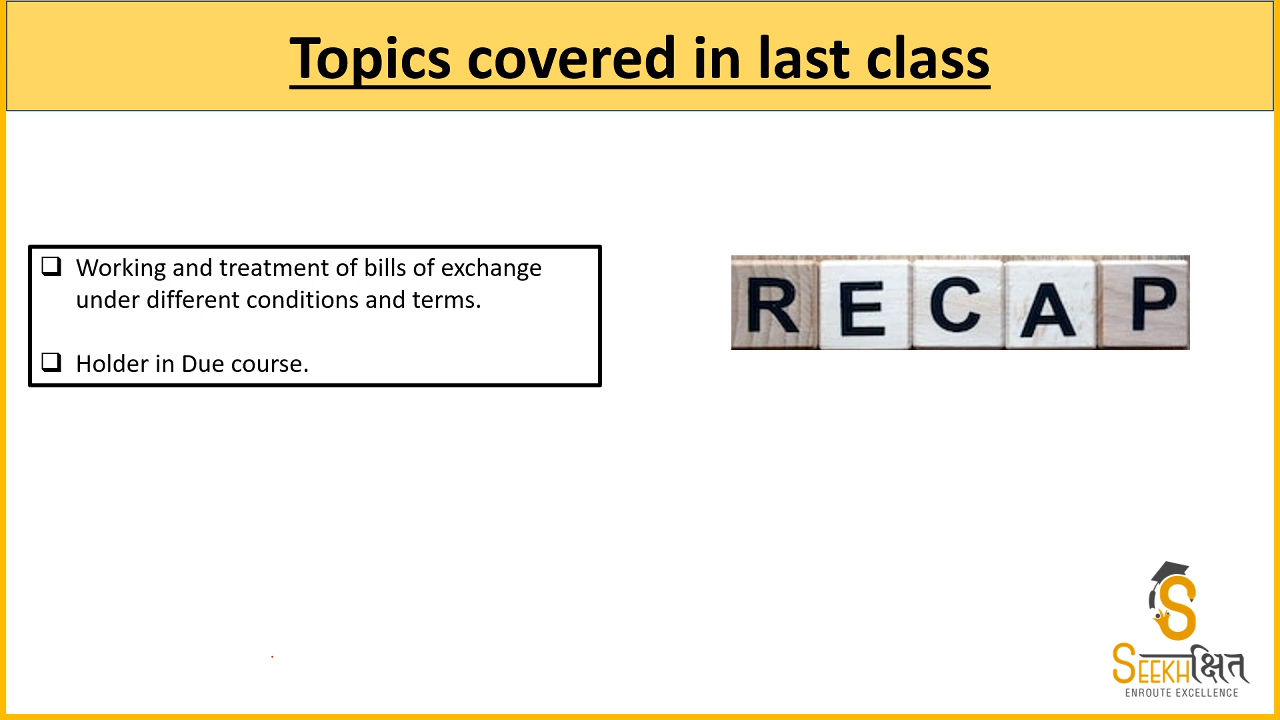 Topics covered in last class
❑ Working and treatment of bills of exchange
under different conditions and terms.
❑ Holder in Due course.
RECAP
S
SEEKHक्षित
ENROUTE EXCELLENCE